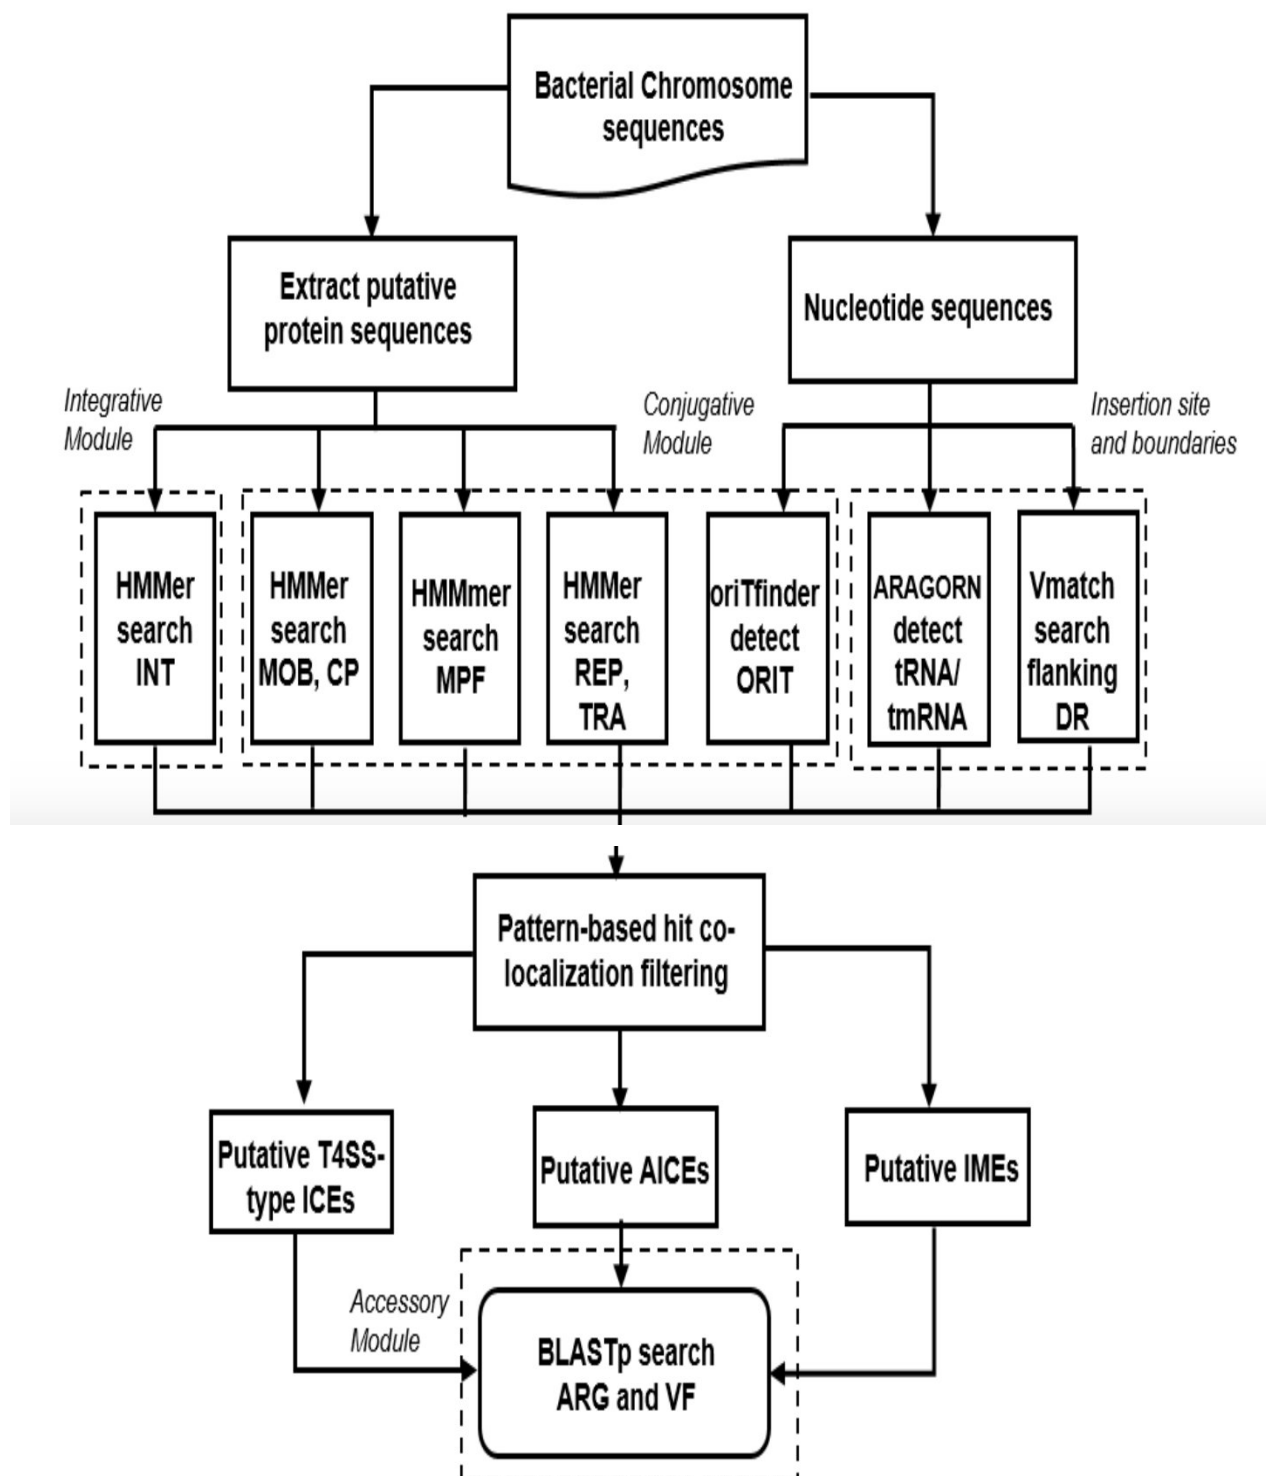 Bacterial Chromosome
sequences
Extract putative
protein sequences
Nucleotide sequences
Integrative
Module
Conjugative
Module
Insertion site
and boundaries
HMMer
search
INT
HMMer
search
MOB, CP
HMMmer
search
MPF
HMMer
search
REP,
TRA
oriTfinder
detect
ORIT
ARAGORN
detect
tRNA/
tmRNA
Vmatch
search
flanking
DR
Pattern-based hit co-
localization filtering
Putative T4SS-
type ICEs
Putative AICEs
Putative IMEs
Accessory
Module
BLASTp search
ARG and VF